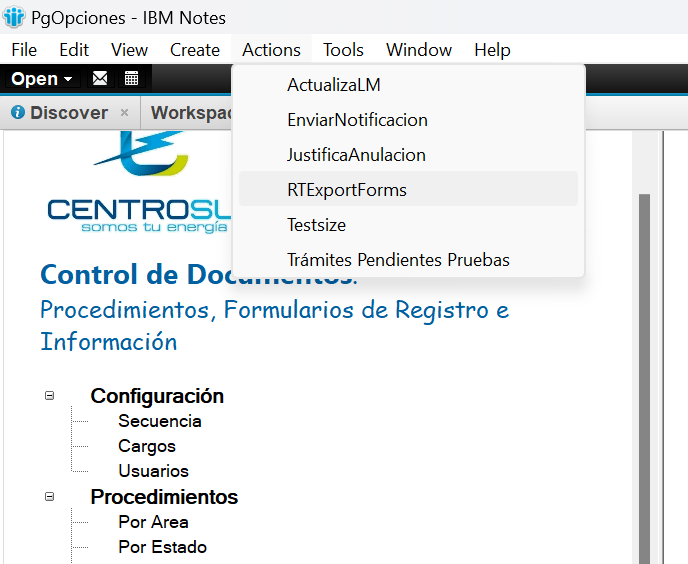 PgOpciones - IBM Notes
File Edit View Create Actions Tools Window Help
Open
Discover × Workspac
ActualizaLM
EnviarNotificacion
JustificaAnulacion
RTExportForms
Testsize
Trámites Pendientes Pruebas
CENTROSU
somos tu energía
Control de Documentos.
Procedimientos, Formularios de Registro e
Información
Configuración
Secuencia
Cargos
Usuarios
Procedimientos
Por Area
Por Estado